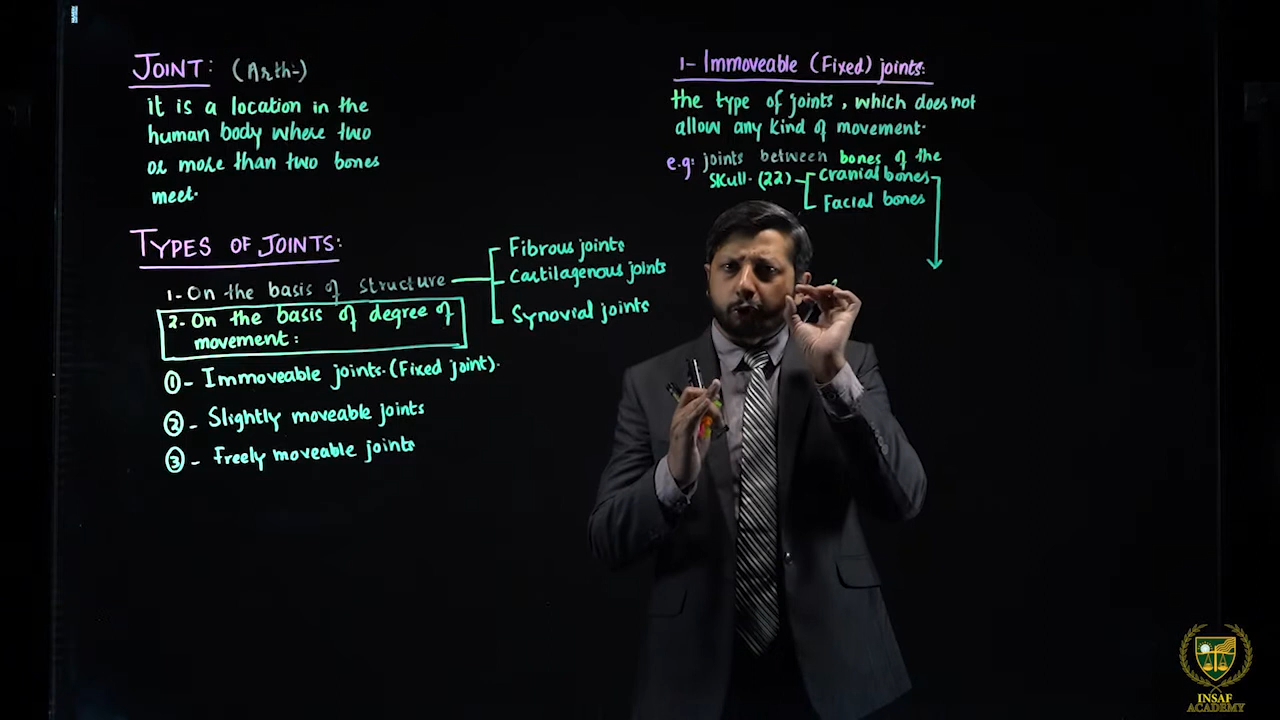 JOINT: (Arth-)
it is a location in the
human body where two
or more than two bones
meet.
TYPES OF JOINTS:
1- On the basis of structure
Fibrous joints
Cartilagenous joints
Synovial joints
2. On the basis of degree of
movement:
① - Immoveable joints. (Fixed joint).
② - Slightly moveable joints
③ - freely moveable joints
1- Immoveable (Fixed) joints:
the type of joints, which does not
allow any kind of movement.
e.g: joints between bones of the
skull. (22) Cranial bones
Facial bones
INSAF
ACADEMY